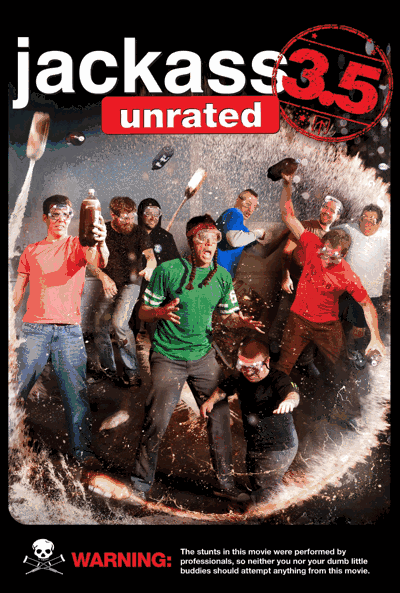 jackass
3.5
unrated
WARNING:
The stunts in this movie were performed by
professionals, so neither you nor your dumb little
buddies should attempt anything from this movie.